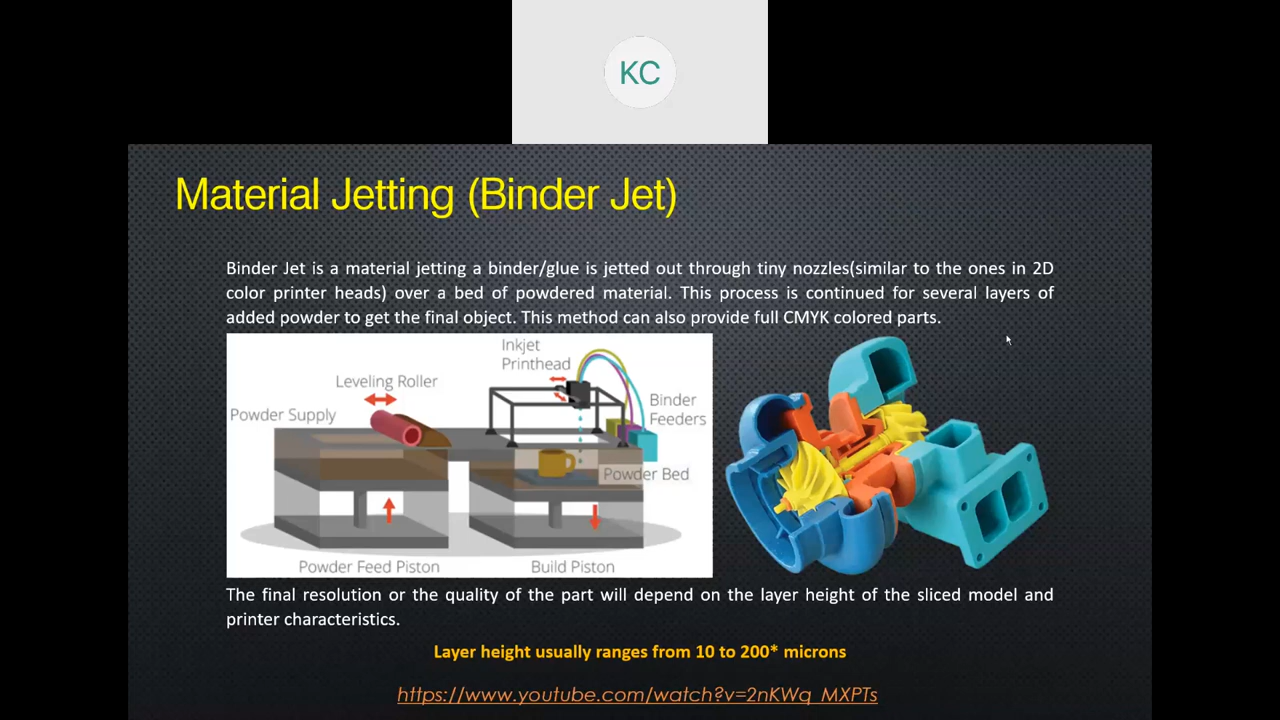 KC
Material Jetting (Binder Jet)
Binder Jet is a material jetting a binder/glue is jetted out through tiny nozzles(similar to the ones in 2D
color printer heads) over a bed of powdered material. This process is continued for several layers of
added powder to get the final object. This method can also provide full CMYK colored parts.
Inkjet
Printhead
Leveling Roller
Powder Supply
Binder
Feeders
Powder Bed
Powder Feed Piston
Build Piston
The final resolution or the quality of the part will depend on the layer height of the sliced model and
printer characteristics.
Layer height usually ranges from 10 to 200* microns
https://www.youtube.com/watch?v=2nKWq_MXPTs